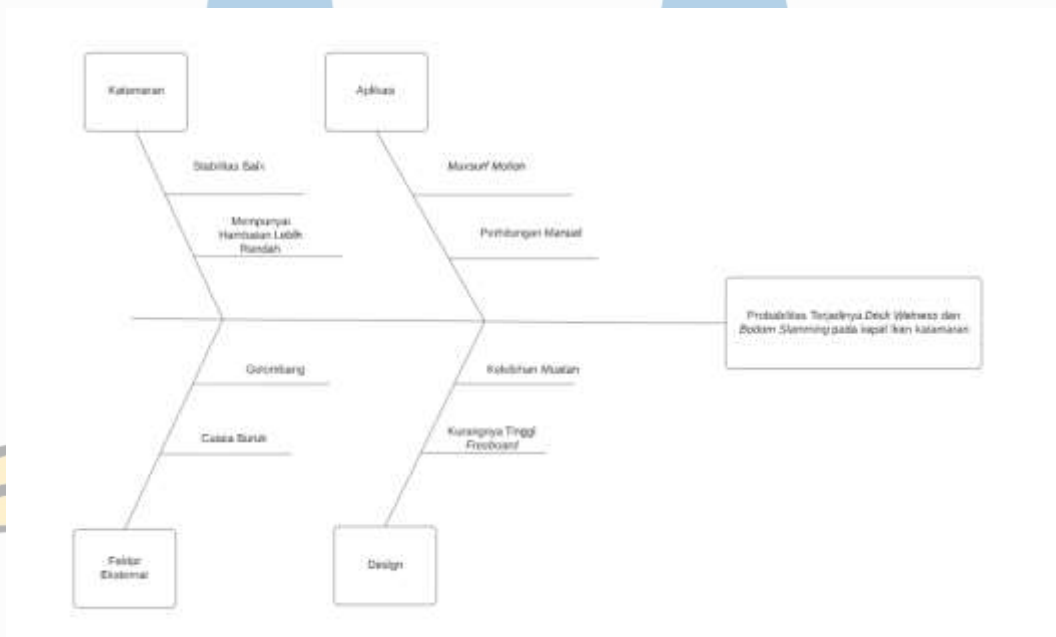 Katamaran
Aplikasi
Stabilitas Baik
Maxsurf Motion
Mempunyai
Hambatan Lebih
Rendah
Perhitungan Manual
Probabilitas Terjadinya Deck Wetness dan
Bottom Slamming pada kapal ikan katamaran
Gelombang
Kelebihan Muatan
Cuaca Buruk
Kurangnya Tinggi
Freeboard
Faktor
Eksternal
Design